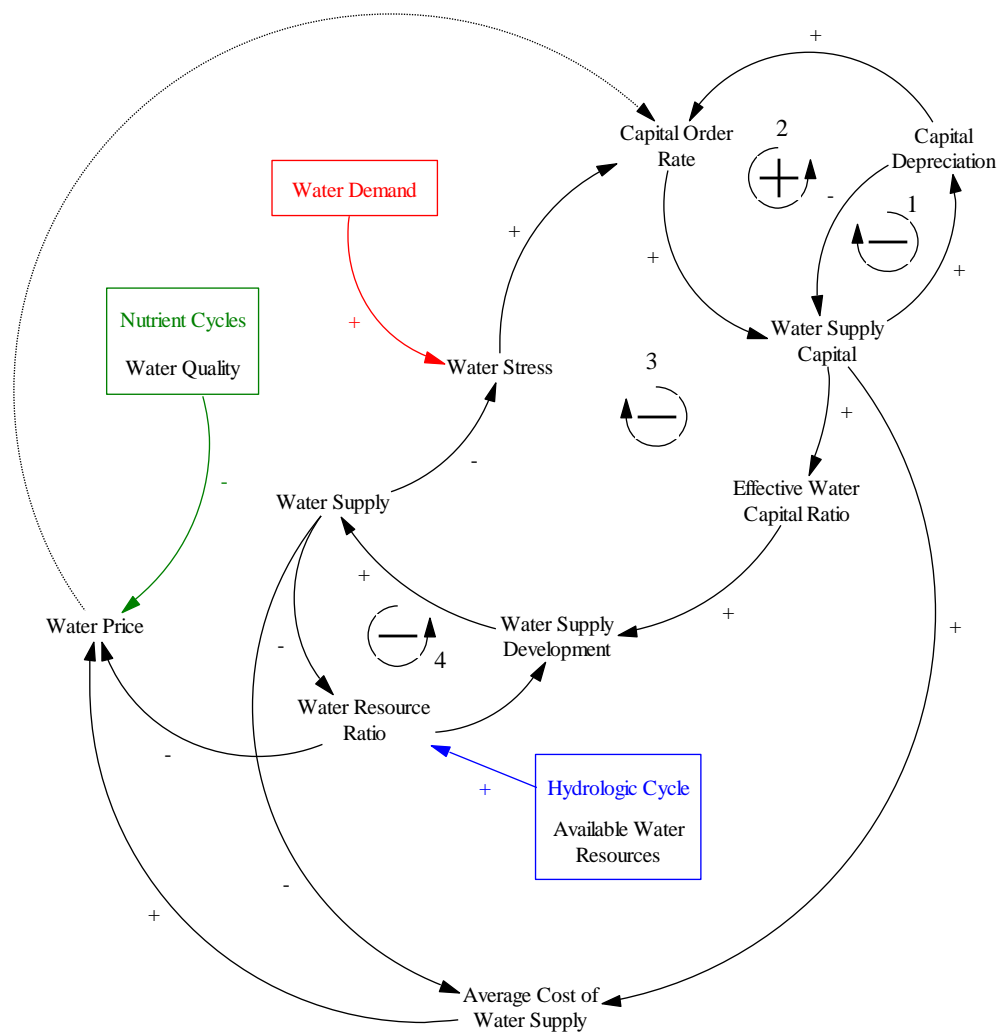 +
Capital Order
Rate
2
+
Capital
Depreciation
-
1
-
Water Demand
+
+
+
+
Nutrient Cycles
Water Quality
Water Stress
Water Supply
Capital
3
-
+
-
-
Water Supply
Effective Water
Capital Ratio
+
Water Price
-
4
Water Supply
Development
+
+
-
Water Resource
Ratio
-
+
Hydrologic Cycle
Available Water
Resources
-
+
Average Cost of
Water Supply